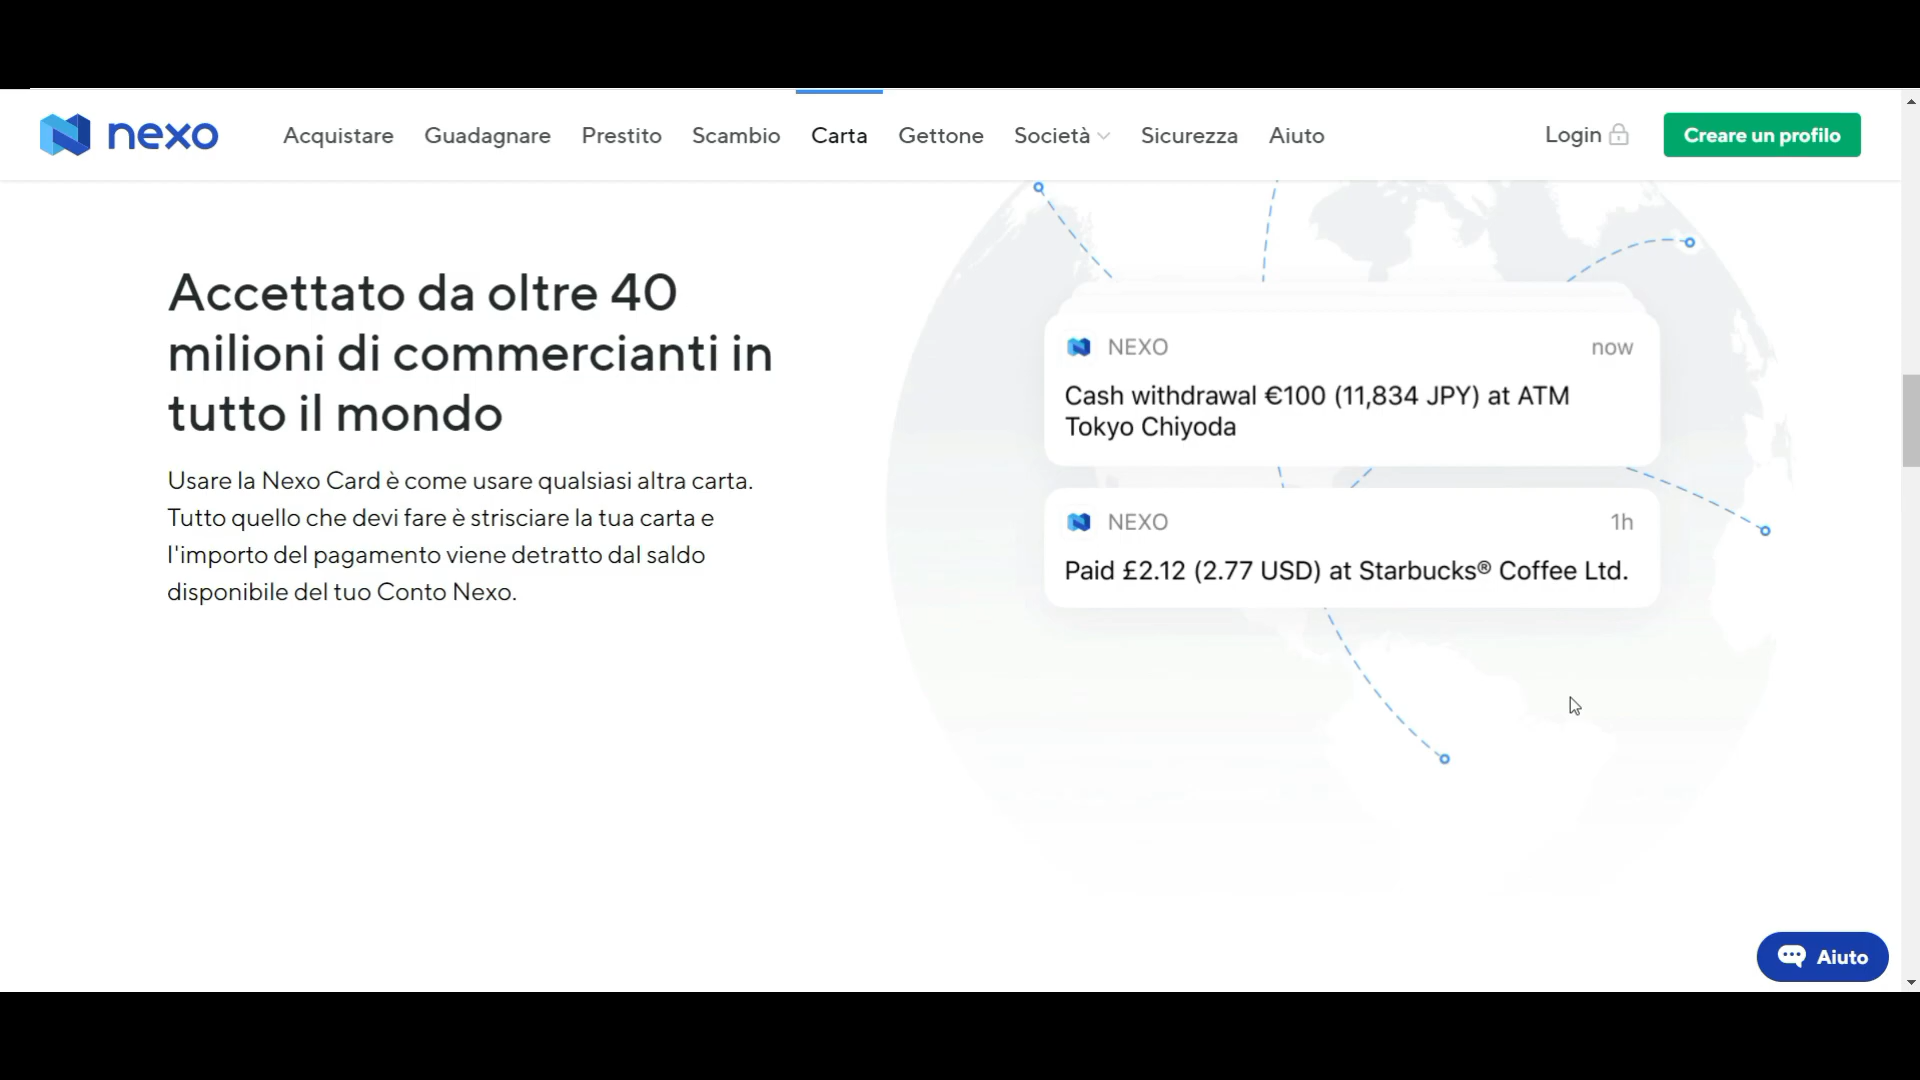 nexo
Acquistare Guadagnare Prestito Scambio Carta Gettone Società Sicurezza Aiuto Login Creare un profilo
Accettato da oltre 40
milioni di commercianti in
tutto il mondo
Usare la Nexo Card è come usare qualsiasi altra carta.
Tutto quello che devi fare è strisciare la tua carta e
l'importo del pagamento viene detratto dal saldo
disponibile del tuo Conto Nexo.
NEXO now
Cash withdrawal €100 (11,834 JPY) at ATM
Tokyo Chiyoda
NEXO 1h
Paid £2.12 (2.77 USD) at Starbucks® Coffee Ltd.
Aiuto